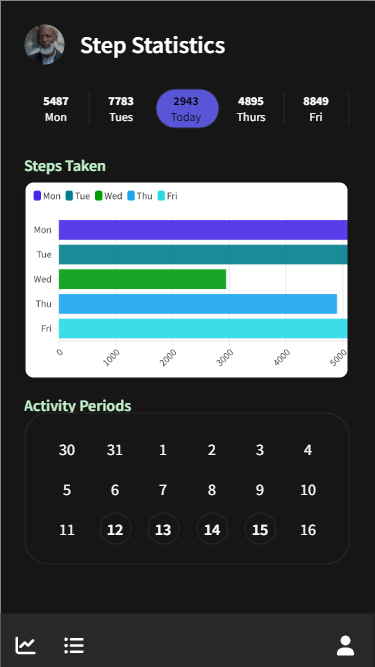 Step Statistics
5487 7783 2943 4895 8849
Mon Tues Today Thurs Fri
Steps Taken
Mon Tue Wed Thu Fri
Mon
Tue
Wed
Thu
Fri
0 1000 2000 3000 4000 5000
Activity Periods
30 31 1 2 3 4
5 6 7 8 9 10
11 12 13 14 15 16